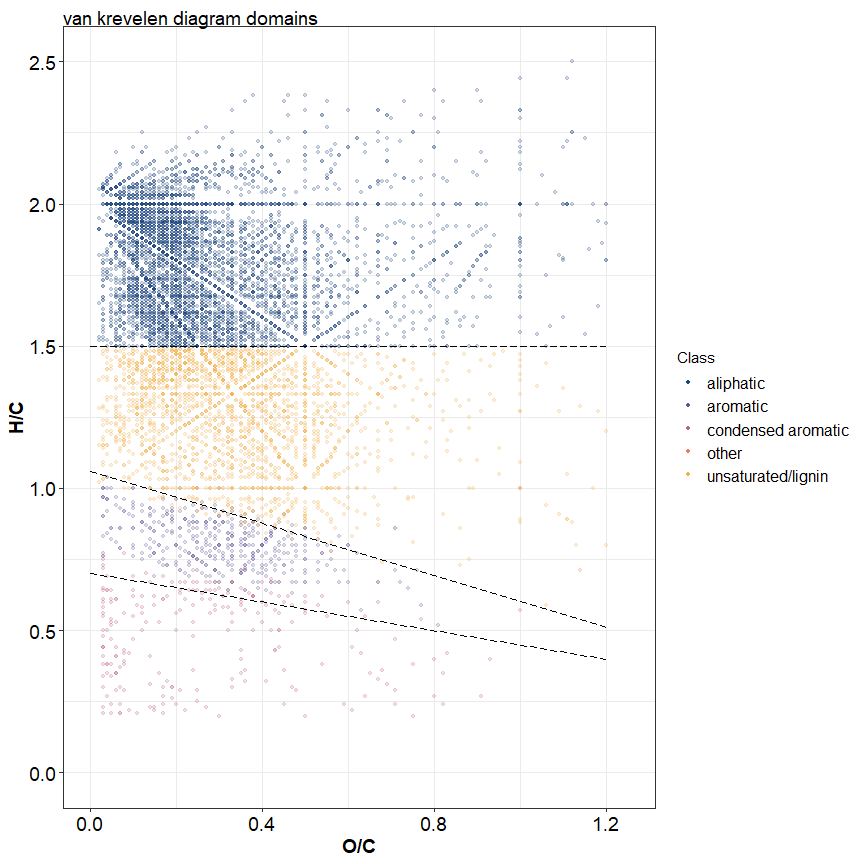 van krevelen diagram domains
2.5
2.0
1.5
1.0
0.5
0.0
H/C
0.0 0.4 0.8 1.2
O/C
Class
aliphatic
aromatic
condensed aromatic
other
unsaturated/lignin